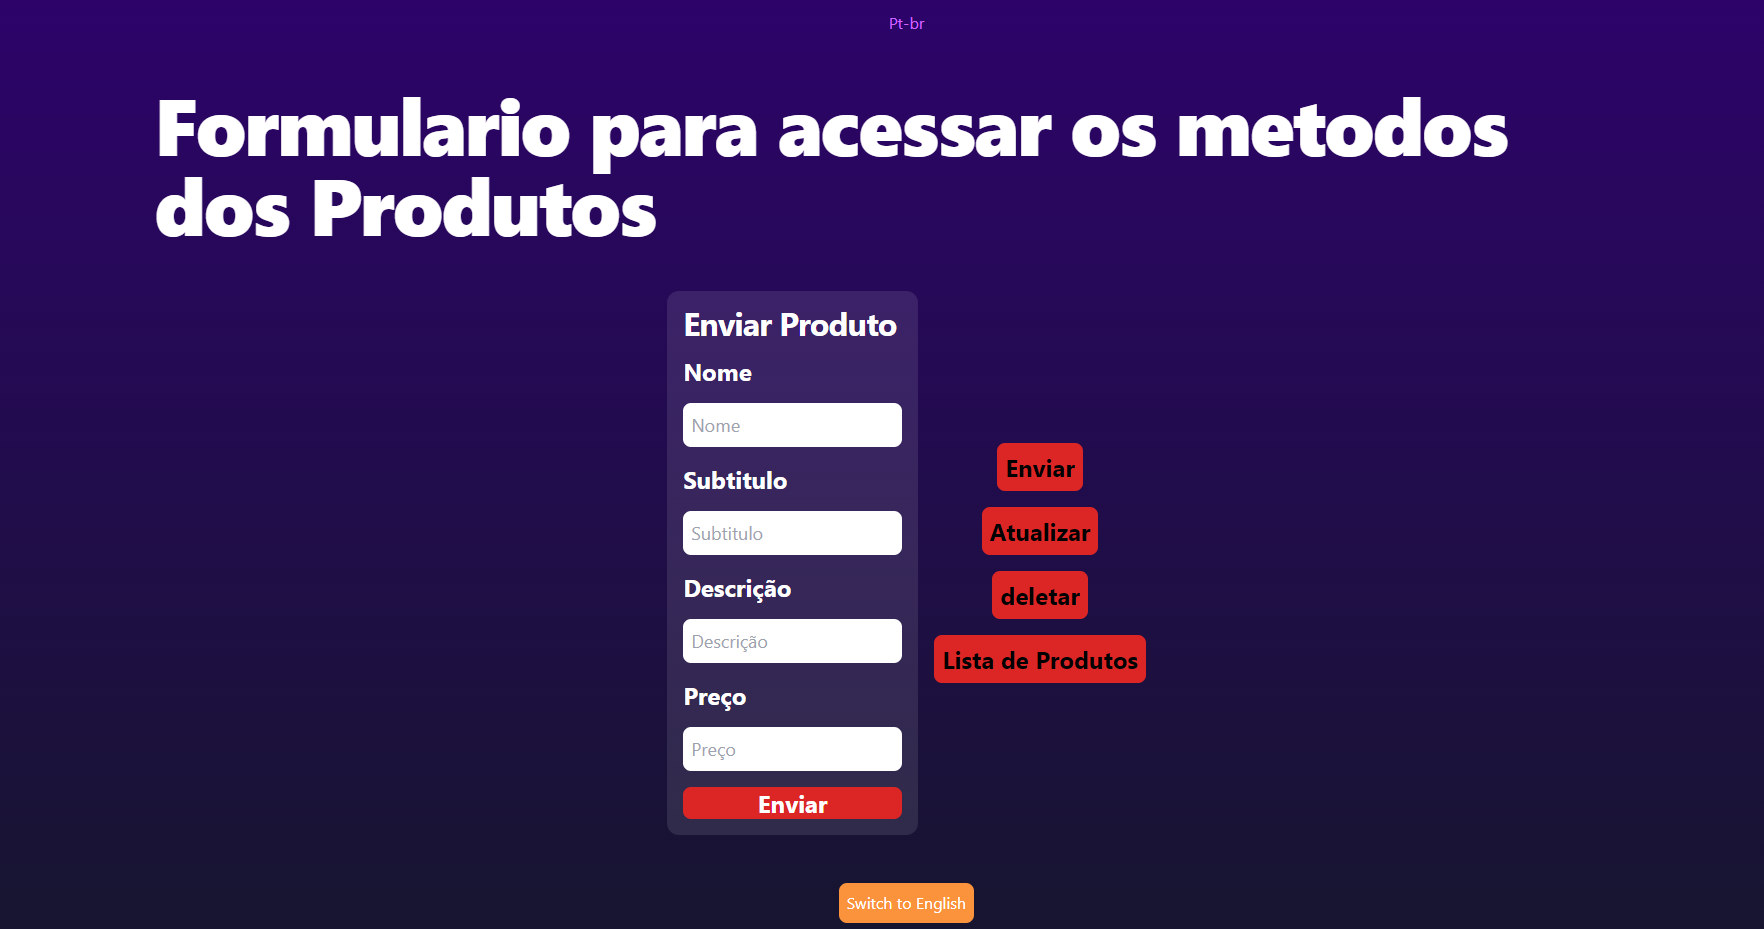 Pt-br
Formulario para acessar os metodos
dos Produtos
Enviar Produto
Nome
Nome
Subtitulo
Subtitulo
Descrição
Descrição
Preço
Preço
Enviar
Enviar
Atualizar
deletar
Lista de Produtos
Switch to English